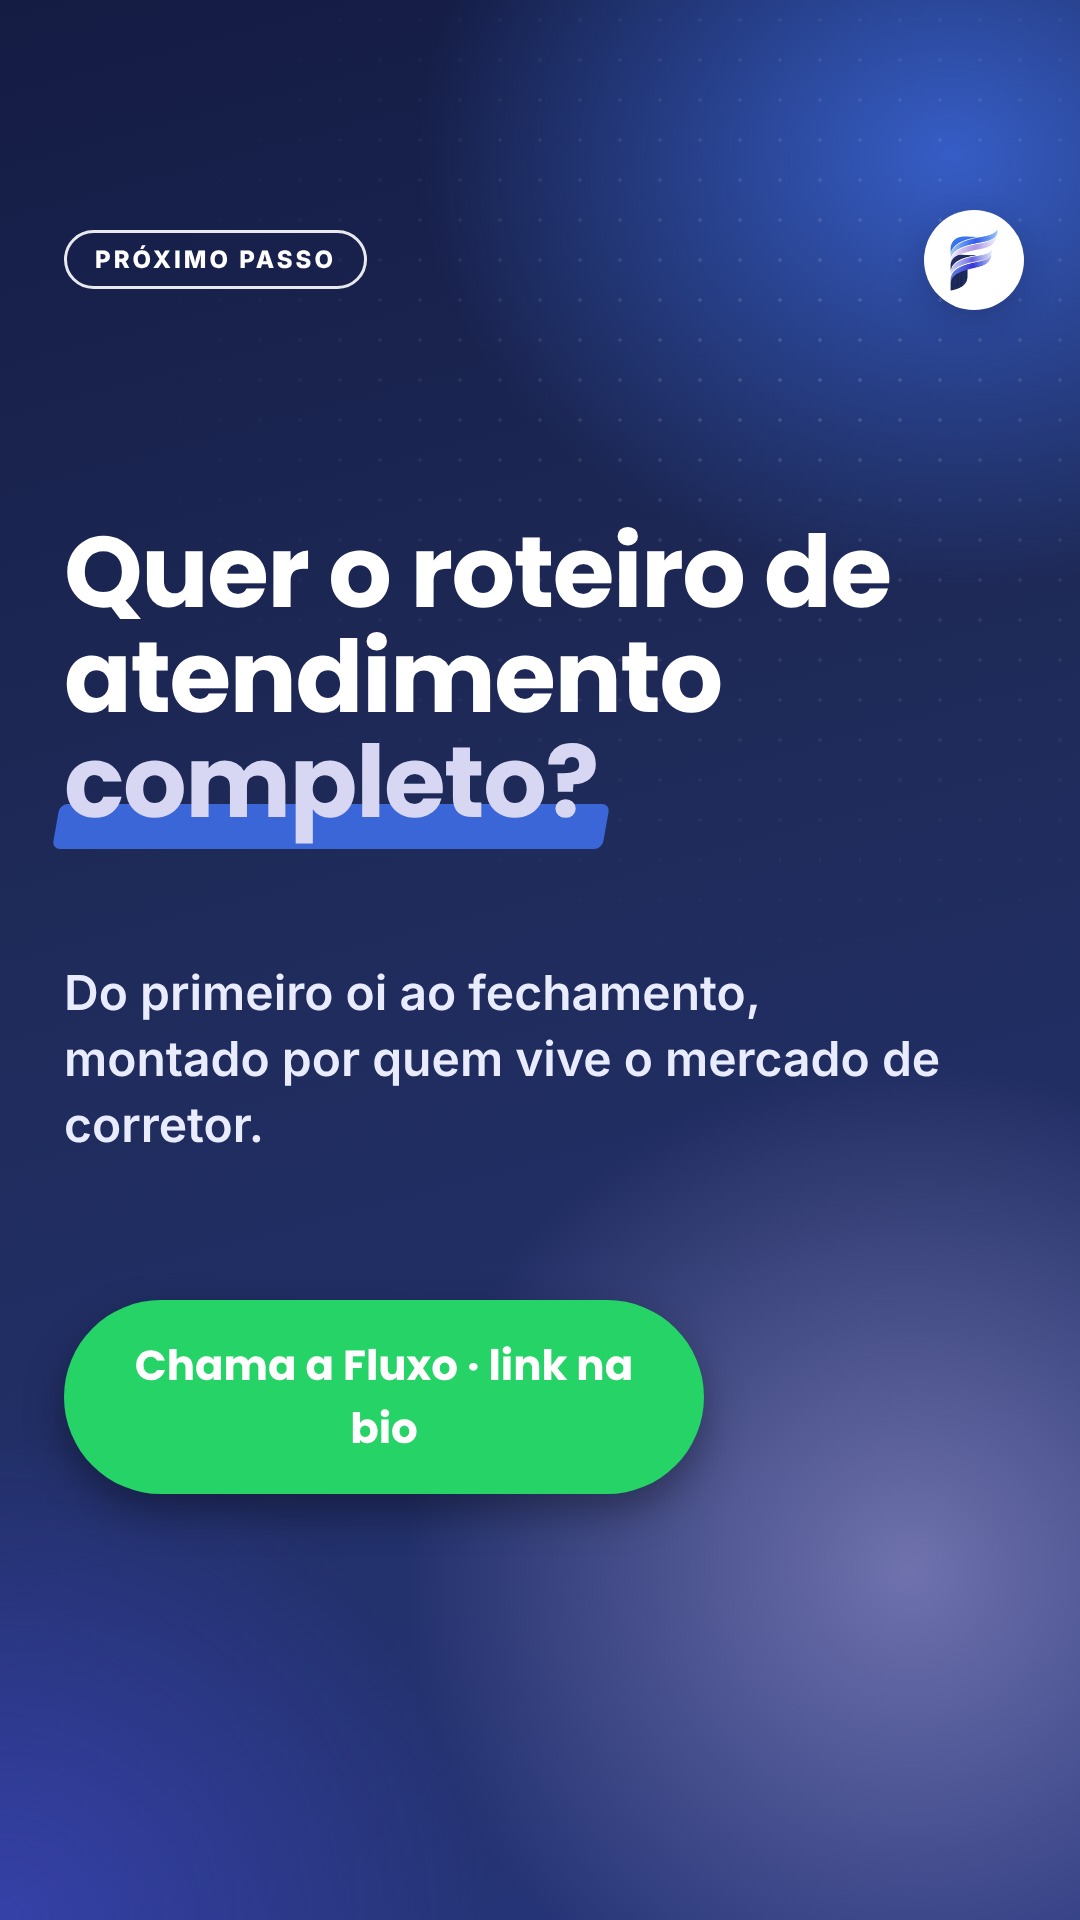 PRÓXIMO PASSO
Quer o roteiro de
atendimento
completo?
Do primeiro oi ao fechamento,
montado por quem vive o mercado de
corretor.
Chama a Fluxo · link na
bio